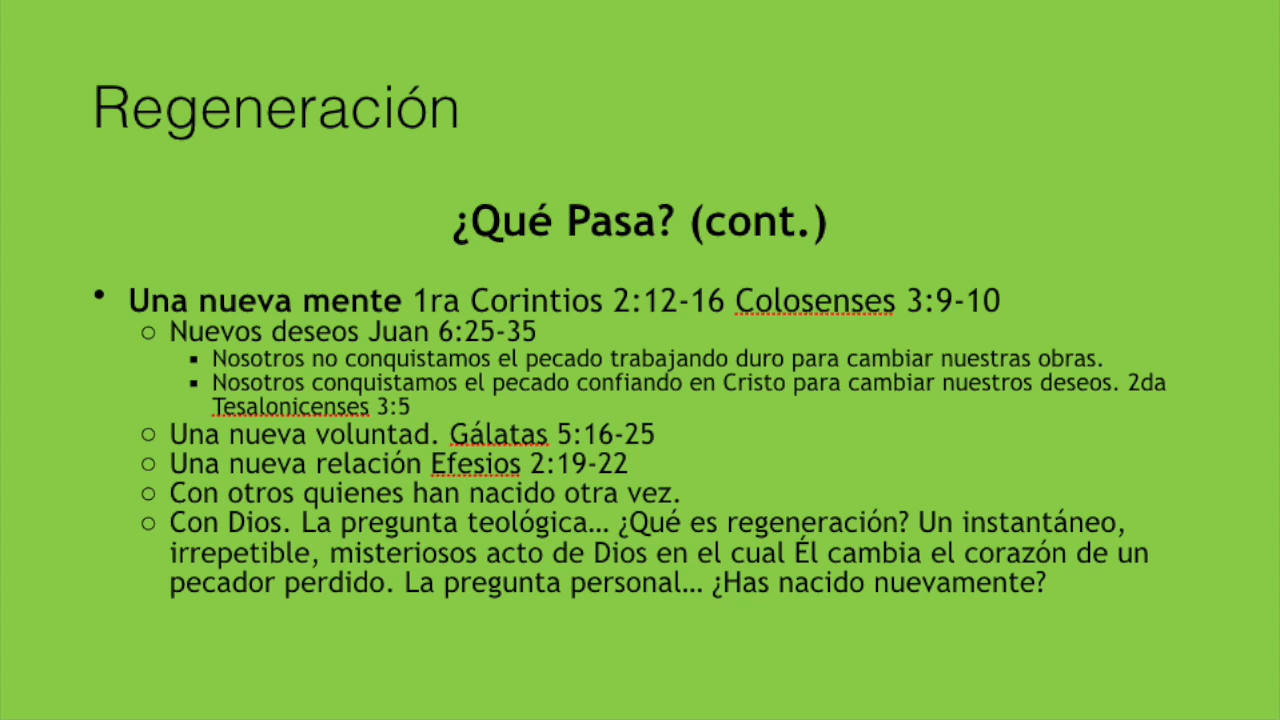 Regeneración
¿Qué Pasa? (cont.)
• Una nueva mente 1ra Corintios 2:12-16 Colosenses 3:9-10
○ Nuevos deseos Juan 6:25-35
▪ Nosotros no conquistamos el pecado trabajando duro para cambiar nuestras obras.
▪ Nosotros conquistamos el pecado confiando en Cristo para cambiar nuestros deseos. 2da
Tesalonicenses 3:5
○ Una nueva voluntad. Gálatas 5:16-25
○ Una nueva relación Efesios 2:19-22
○ Con otros quienes han nacido otra vez.
○ Con Dios. La pregunta teológica… ¿Qué es regeneración? Un instantáneo,
irrepetible, misteriosos acto de Dios en el cual Él cambia el corazón de un
pecador perdido. La pregunta personal… ¿Has nacido nuevamente?